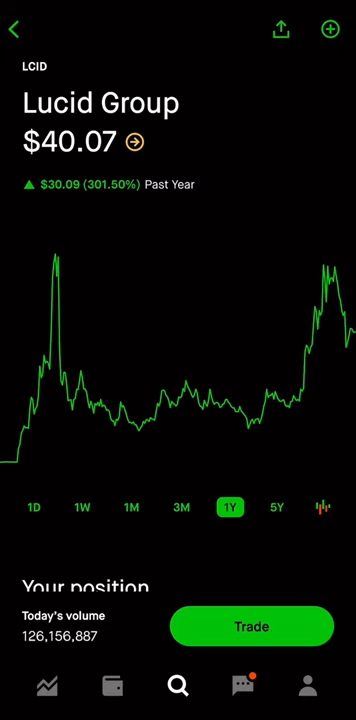 LCID
Lucid Group
$40.07
$30.09 (301.50%) Past Year
1D 1W 1M 3M 1Y 5Y
Your position
Today's volume
126,156,887
Trade